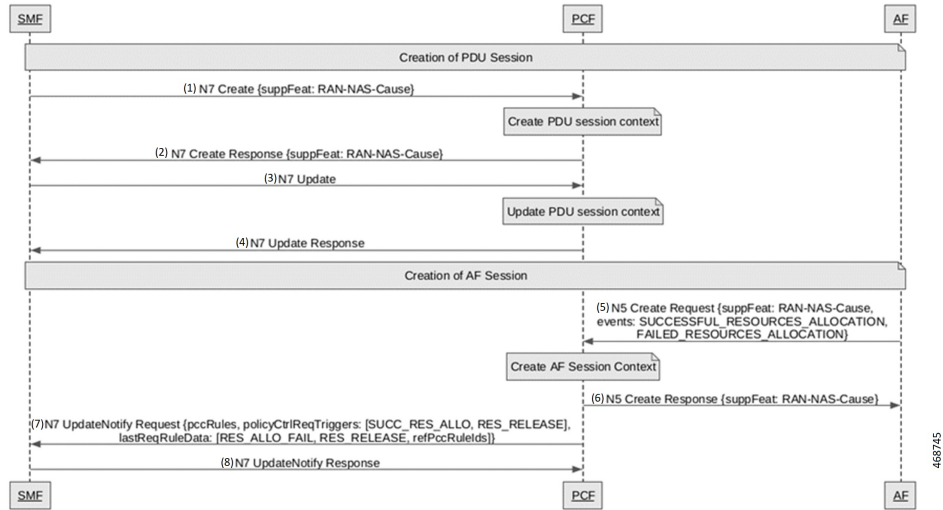 SMF PCF AF
Creation of PDU Session
(1) N7 Create {suppFeat: RAN-NAS-Cause}
Create PDU session context
(2) N7 Create Response {suppFeat: RAN-NAS-Cause}
(3) N7 Update
Update PDU session context
(4) N7 Update Response
Creation of AF Session
(5) N5 Create Request {suppFeat: RAN-NAS-Cause,
events: SUCCESSFUL_RESOURCES_ALLOCATION,
FAILED_RESOURCES_ALLOCATION}
Create AF Session Context
(6) N5 Create Response {suppFeat: RAN-NAS-Cause}
(7) N7 UpdateNotify Request {pccRules, policyCtrlReqTriggers: [SUCC_RES_ALLO, RES_RELEASE],
lastReqRuleData: [RES_ALLO_FAIL, RES_RELEASE, refPccRuleIds]}
(8) N7 UpdateNotify Response
SMF PCF AF
468745